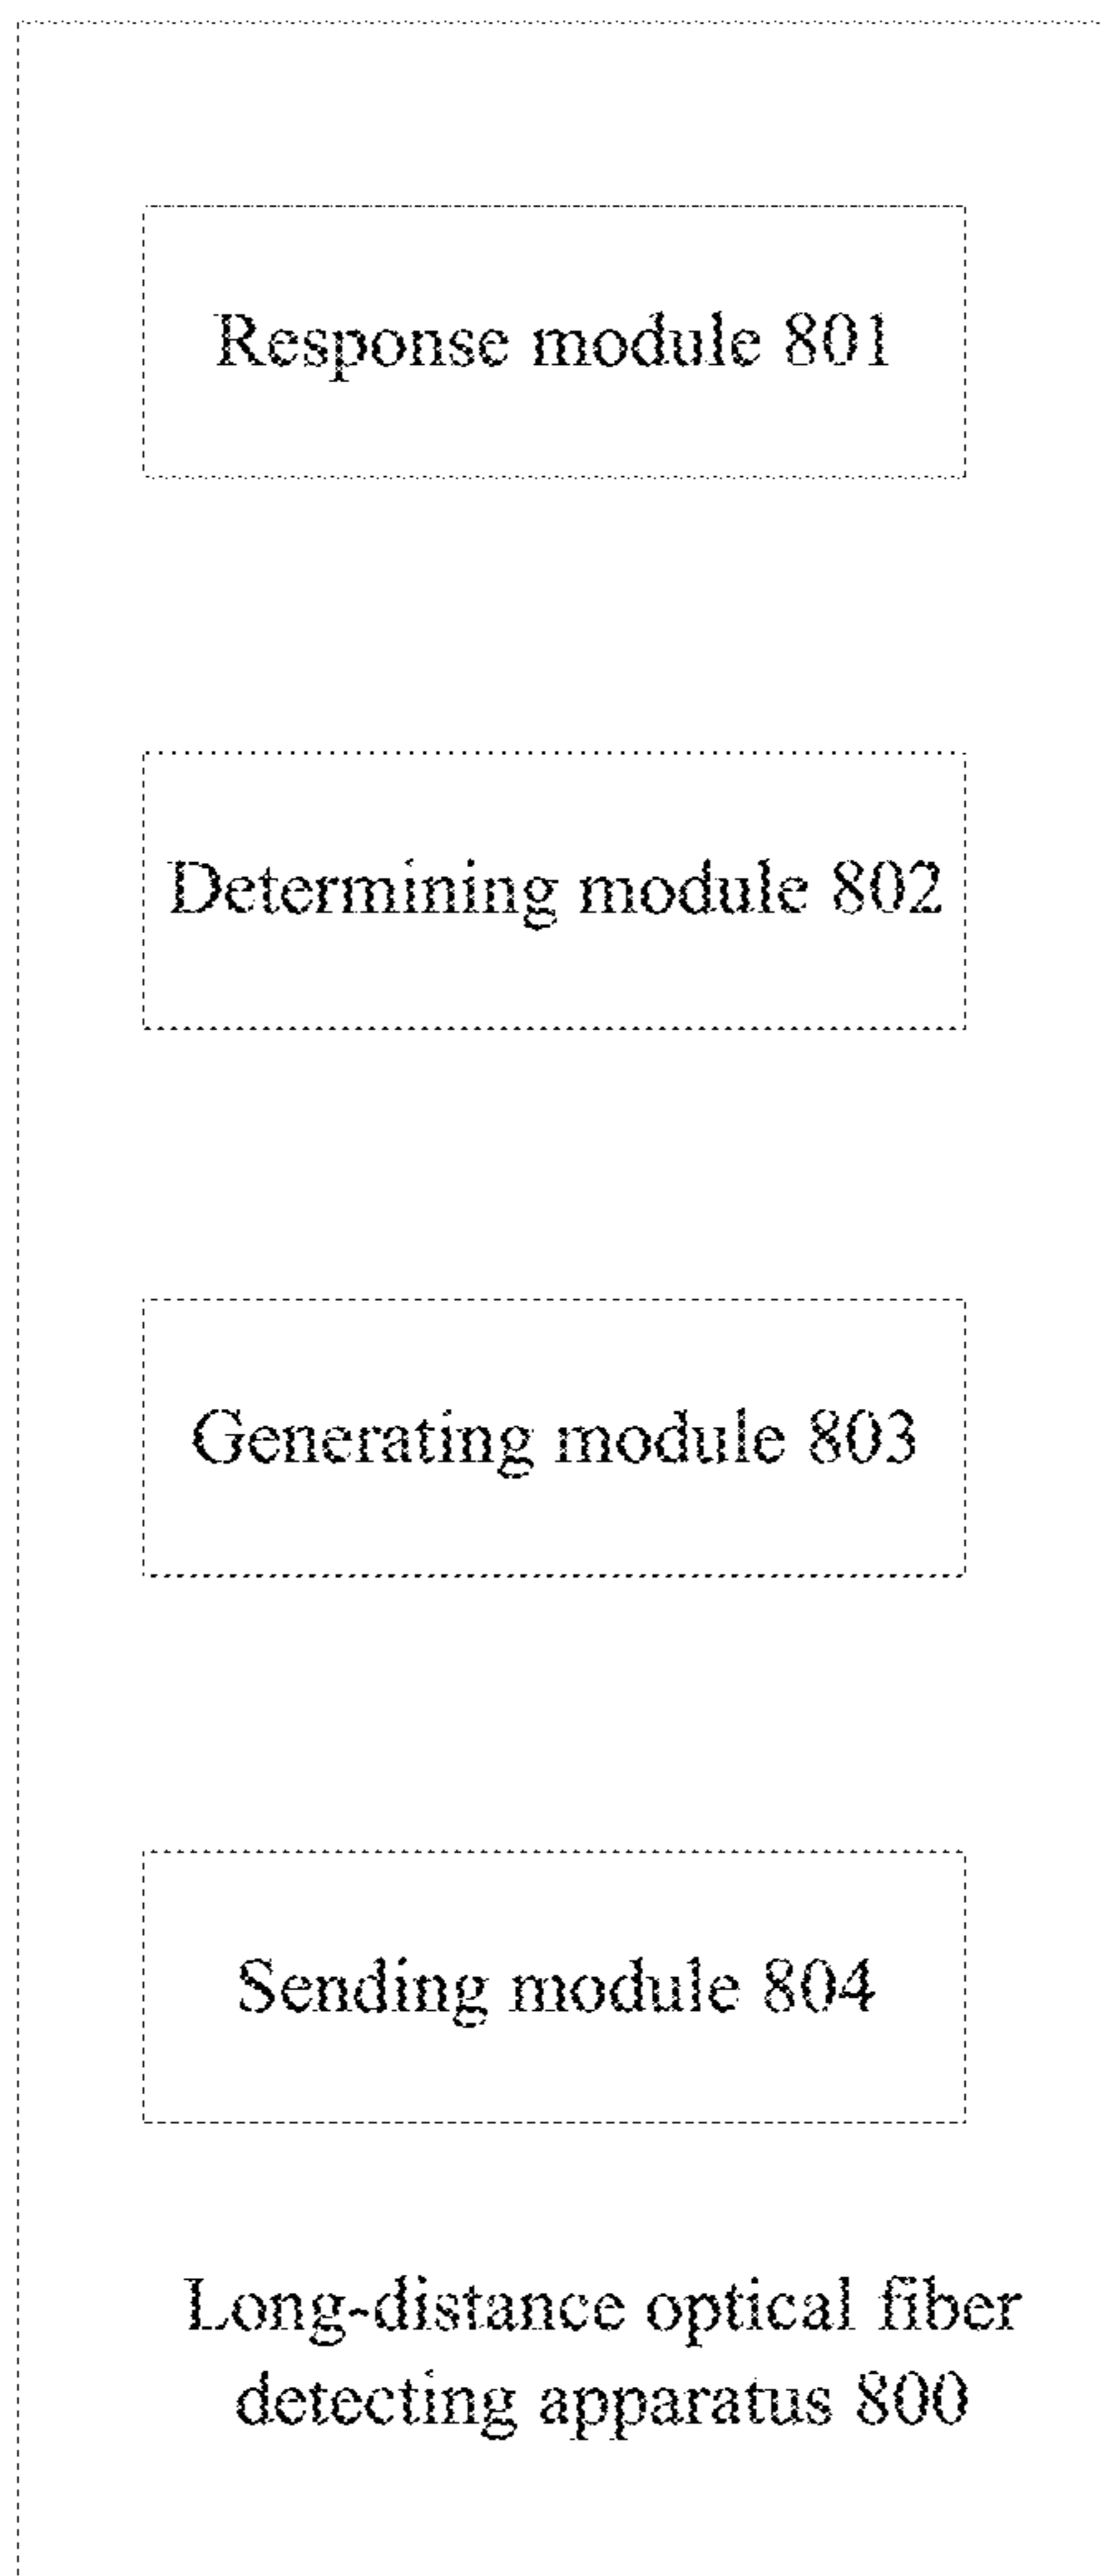 Response module 801
Determining module 802
Generating module 803
Sending module 804
Long-distance optical fiber
detecting apparatus 800